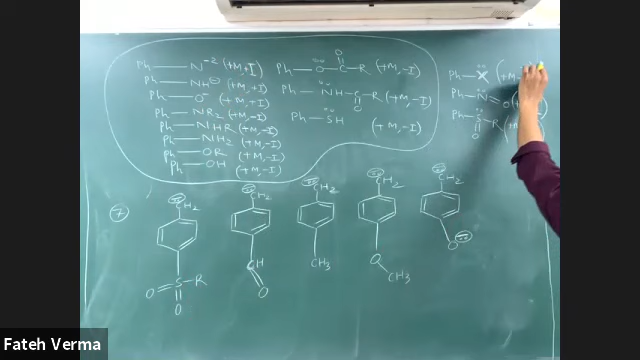 Ph — N⁻² (+M, +I)
Ph — NH⊖ (+M, +I)
Ph — O⁻ (+M, +I)
Ph — NR2 (+M, -I)
Ph — NHR (+M, -I)
Ph — NH2 (+M, -I)
Ph — OR (+M, -I)
Ph — OH (+M, -I)
Ph — O — C — R (+M, -I)
O
Ph — NH — C — R (+M, -I)
O
Ph — SH (+M, -I)
Ph — X (+M, -
Ph — N = O
Ph — S — R (+M
O
7
⊖CH2
S — R
O
O
⊖CH2
CH
O
⊖CH2
CH3
⊖CH2
O
CH3
⊖CH2
O⊖
Fateh Verma